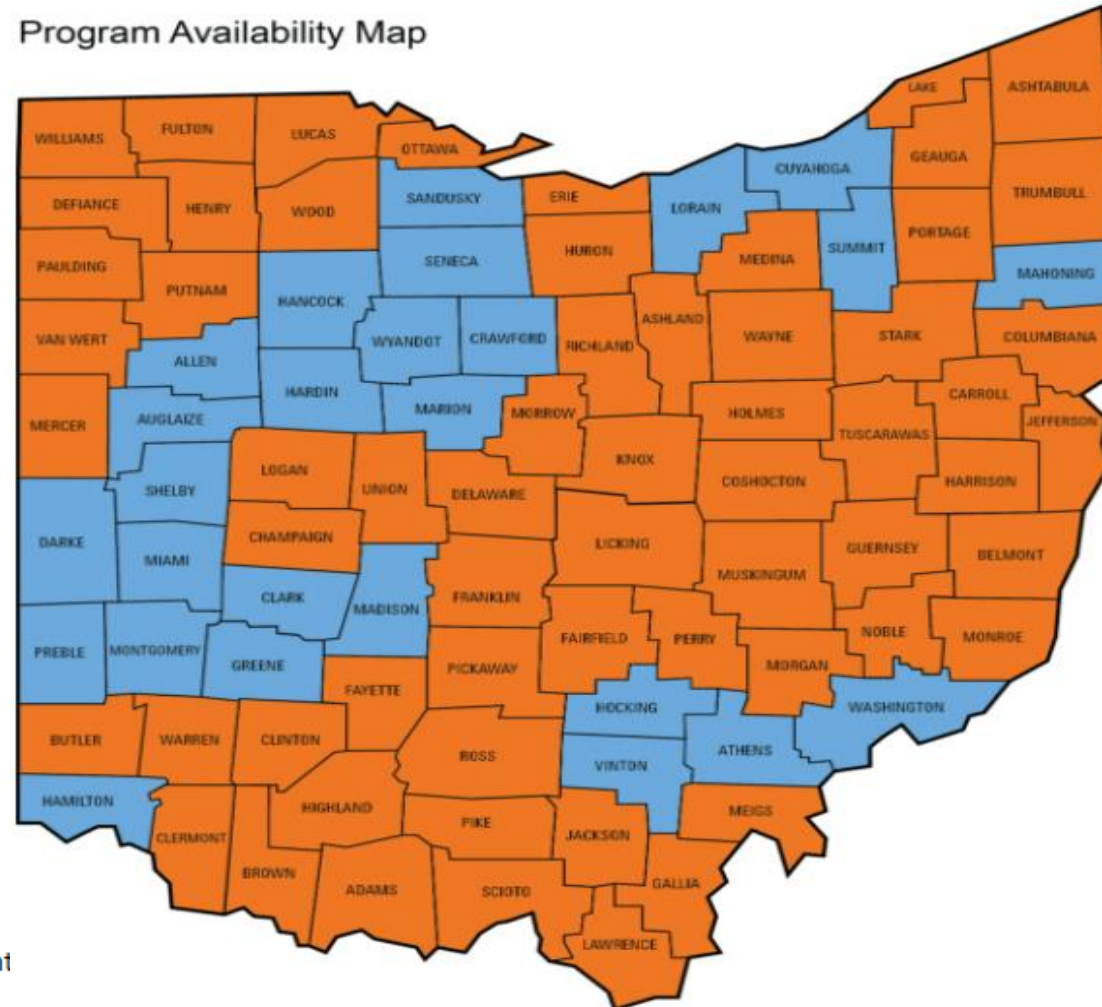 Program Availability Map
LAKE
ASHTABULA
WILLIAMS
FULTON
LUCAS
OTTAWA
CUYAHOGA
GEAUGA
TRUMBULL
DEFIANCE
HENRY
WOOD
SANDUSKY
ERIE
LORAIN
SUMMIT
PORTAGE
PAULDING
PUTNAM
SENECA
HURON
MEDINA
MAHONING
HANCOCK
VAN WERT
ALLEN
WYANDOT
CRAWFORD
RICHLAND
ASHLAND
WAYNE
STARK
COLUMBIANA
MERCER
AUGLAIZE
HARDIN
MARION
MORROW
HOLMES
TUSCARAWAS
CARROLL
JEFFERSON
LOGAN
UNION
KNOX
COSHOCTON
HARRISON
SHELBY
DELAWARE
DARKE
MIAMI
CHAMPAIGN
LICKING
MUSKINGUM
GUERNSEY
BELMONT
CLARK
MADISON
FRANKLIN
PREBLE
MONTGOMERY
GREENE
FAIRFIELD
PERRY
MORGAN
NOBLE
MONROE
PICKAWAY
FAYETTE
HOCKING
WASHINGTON
BUTLER
WARREN
CLINTON
ROSS
VINTON
ATHENS
HAMILTON
HIGHLAND
PIKE
JACKSON
MEIGS
CLERMONT
BROWN
ADAMS
SCIOTO
GALLIA
LAWRENCE